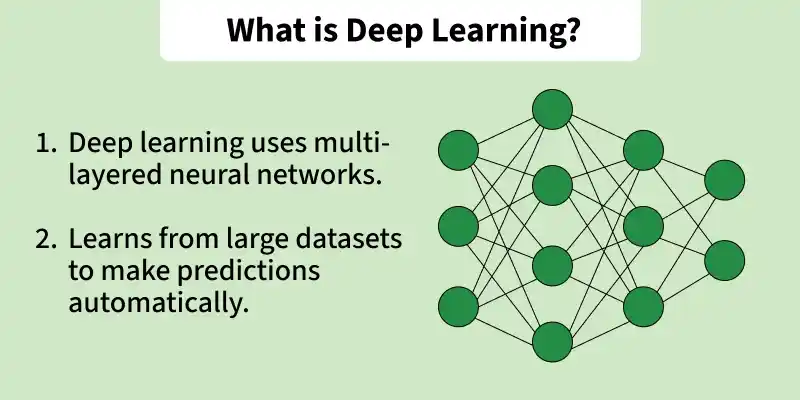 What is Deep Learning?
1. Deep learning uses multi-
layered neural networks.
2. Learns from large datasets
to make predictions
automatically.